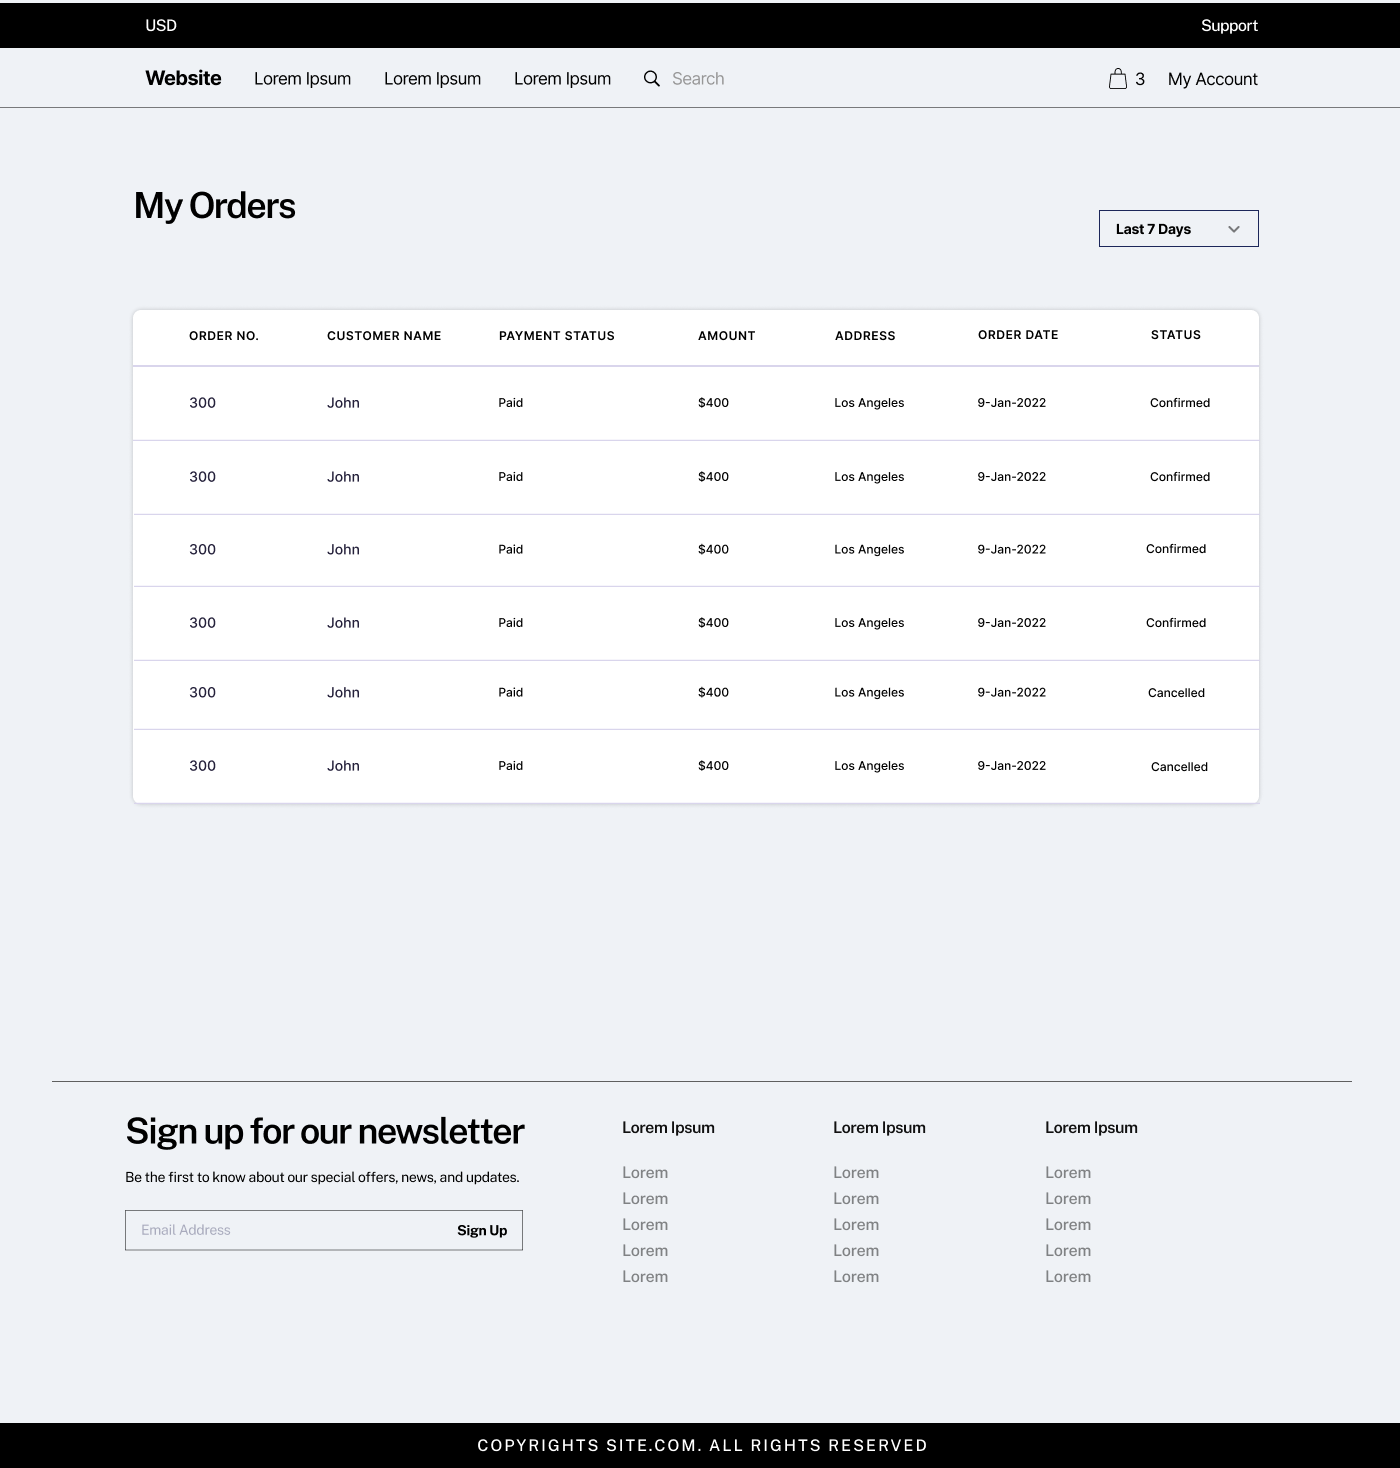 USD Support
Website Lorem Ipsum Lorem Ipsum Lorem Ipsum Search 3 My Account
My Orders
Last 7 Days
ORDER NO. CUSTOMER NAME PAYMENT STATUS AMOUNT ADDRESS ORDER DATE STATUS
300 John Paid $400 Los Angeles 9-Jan-2022 Confirmed
300 John Paid $400 Los Angeles 9-Jan-2022 Confirmed
300 John Paid $400 Los Angeles 9-Jan-2022 Confirmed
300 John Paid $400 Los Angeles 9-Jan-2022 Confirmed
300 John Paid $400 Los Angeles 9-Jan-2022 Cancelled
300 John Paid $400 Los Angeles 9-Jan-2022 Cancelled
Sign up for our newsletter
Be the first to know about our special offers, news, and updates.
Email Address Sign Up
Lorem Ipsum
Lorem
Lorem
Lorem
Lorem
Lorem
Lorem Ipsum
Lorem
Lorem
Lorem
Lorem
Lorem
Lorem Ipsum
Lorem
Lorem
Lorem
Lorem
Lorem
COPYRIGHTS SITE.COM. ALL RIGHTS RESERVED